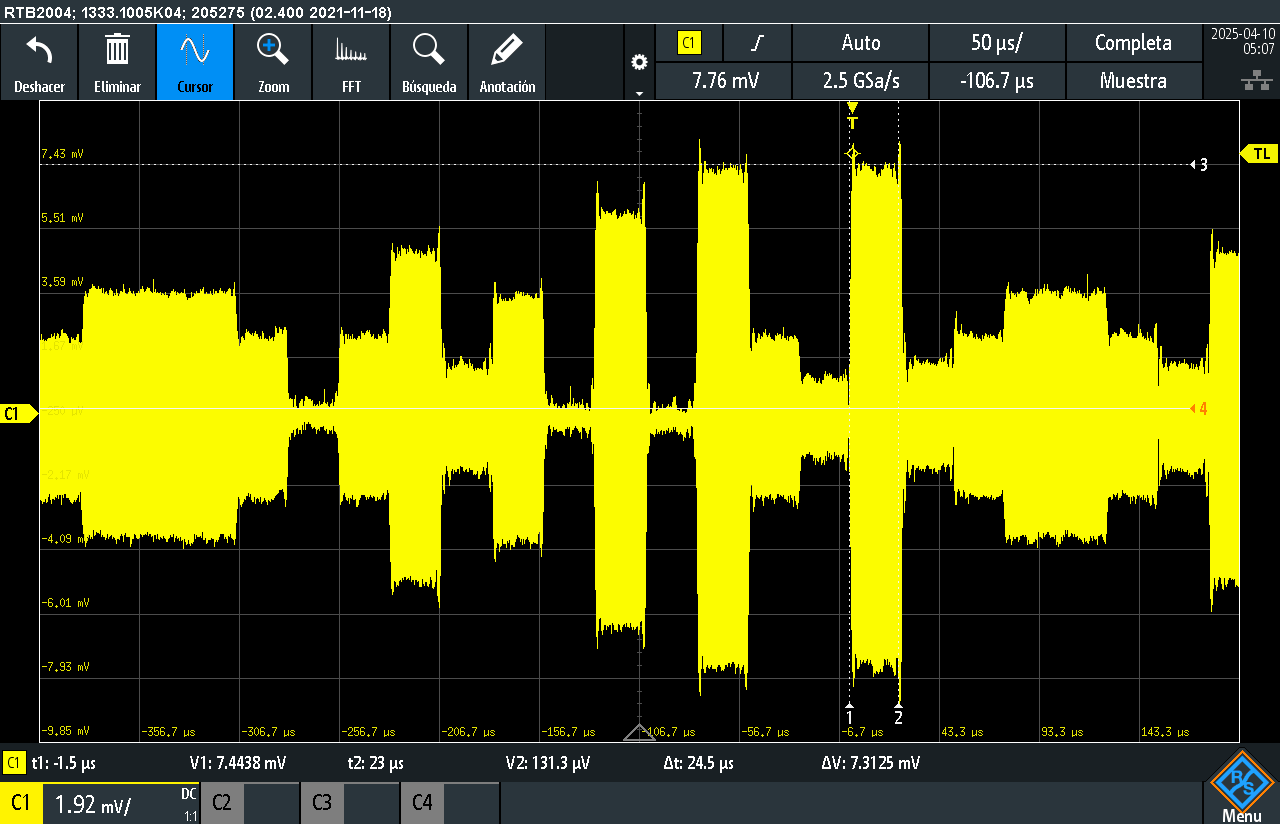 RTB2004; 1333.1005K04; 205275 (02.400 2021-11-18)
Deshacer
Eliminar
Cursor
Zoom
FFT
Búsqueda
Anotación
C1
Auto
50 µs/
Completa
7.76 mV
2.5 GSa/s
-106.7 µs
Muestra
2025-04-10
05:07
T
TL
7.43 mV
3
5.51 mV
3.59 mV
1.67 mV
C1
-250 µV
4
-2.17 mV
-4.09 mV
-6.01 mV
-7.93 mV
1
2
-9.85 mV
-356.7 µs
-306.7 µs
-256.7 µs
-206.7 µs
-156.7 µs
-106.7 µs
-56.7 µs
-6.7 µs
43.3 µs
93.3 µs
143.3 µs
C1 t1: -1.5 µs V1: 7.4438 mV t2: 23 µs V2: 131.3 µV Δt: 24.5 µs ΔV: 7.3125 mV
C1 1.92 mV/ DC 1:1
C2
C3
C4
R S
Menu